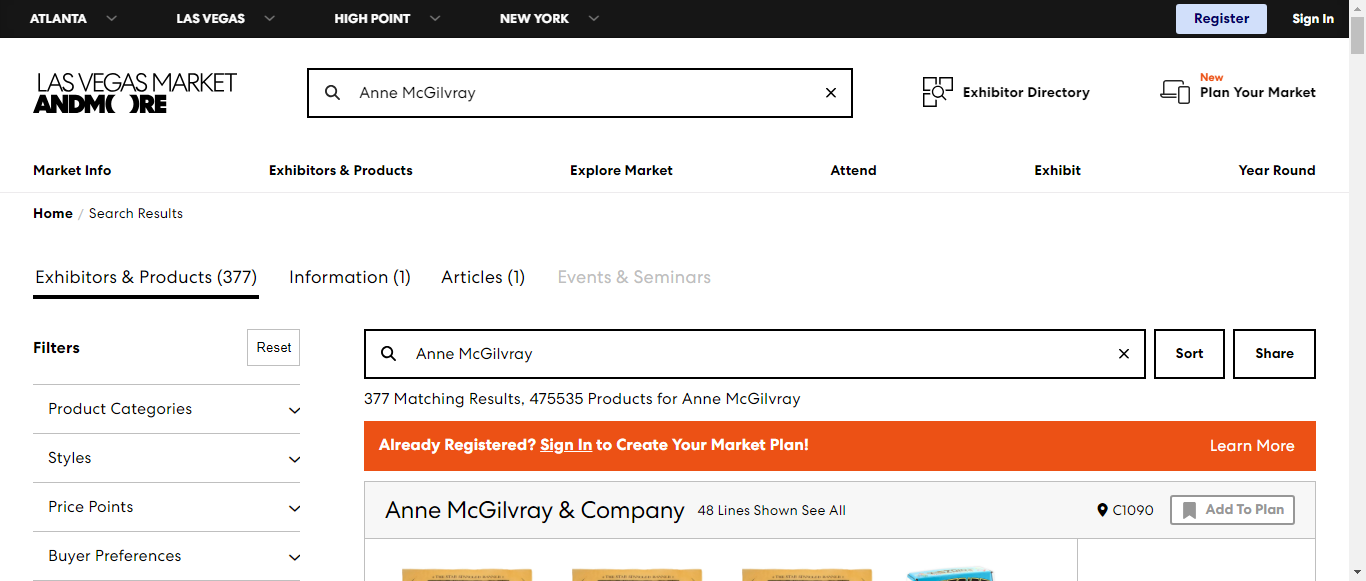 ATLANTA LAS VEGAS HIGH POINT NEW YORK Register Sign In
LAS VEGAS MARKET
ANDMORE
Anne McGilvray
Exhibitor Directory
New
Plan Your Market
Market Info Exhibitors & Products Explore Market Attend Exhibit Year Round
Home / Search Results
Exhibitors & Products (377) Information (1) Articles (1) Events & Seminars
Filters Reset
Product Categories
Styles
Price Points
Buyer Preferences
Anne McGilvray Sort Share
377 Matching Results, 475535 Products for Anne McGilvray
Already Registered? Sign In to Create Your Market Plan! Learn More
Anne McGilvray & Company 48 Lines Shown See All C1090 Add To Plan